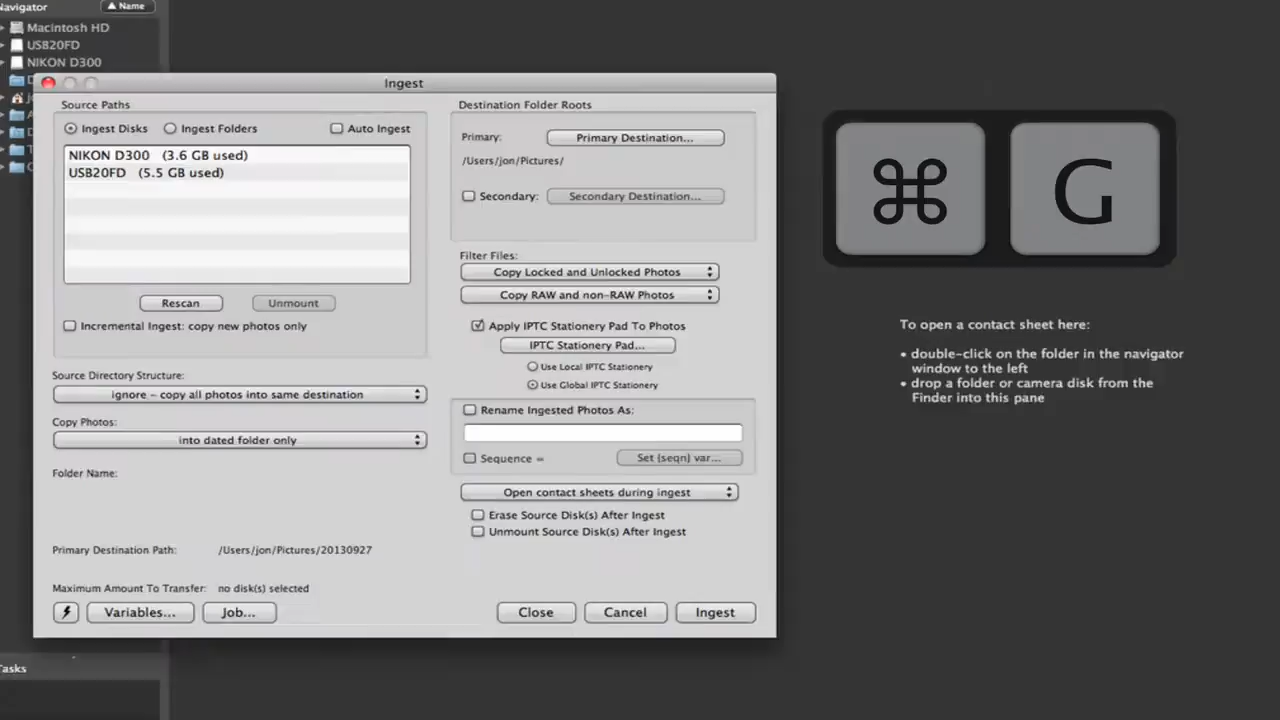 Navigator
▲ Name
Macintosh HD
USB20FD
NIKON D300
Ingest
Source Paths
Ingest Disks
Ingest Folders
Auto Ingest
NIKON D300 (3.6 GB used)
USB20FD (5.5 GB used)
Rescan
Unmount
Incremental Ingest: copy new photos only
Source Directory Structure:
ignore – copy all photos into same destination
Copy Photos:
into dated folder only
Folder Name:
Primary Destination Path: /Users/jon/Pictures/20130927
Maximum Amount To Transfer: no disk(s) selected
Variables...
Job...
Destination Folder Roots
Primary:
Primary Destination...
/Users/jon/Pictures/
Secondary:
Secondary Destination...
Filter Files:
Copy Locked and Unlocked Photos
Copy RAW and non-RAW Photos
Apply IPTC Stationery Pad To Photos
IPTC Stationery Pad...
Use Local IPTC Stationery
Use Global IPTC Stationery
Rename Ingested Photos As:
Sequence =
Set {seqn} var...
Open contact sheets during ingest
Erase Source Disk(s) After Ingest
Unmount Source Disk(s) After Ingest
Close
Cancel
Ingest
⌘ G
To open a contact sheet here:
• double-click on the folder in the navigator
window to the left
• drop a folder or camera disk from the
Finder into this pane
Tasks